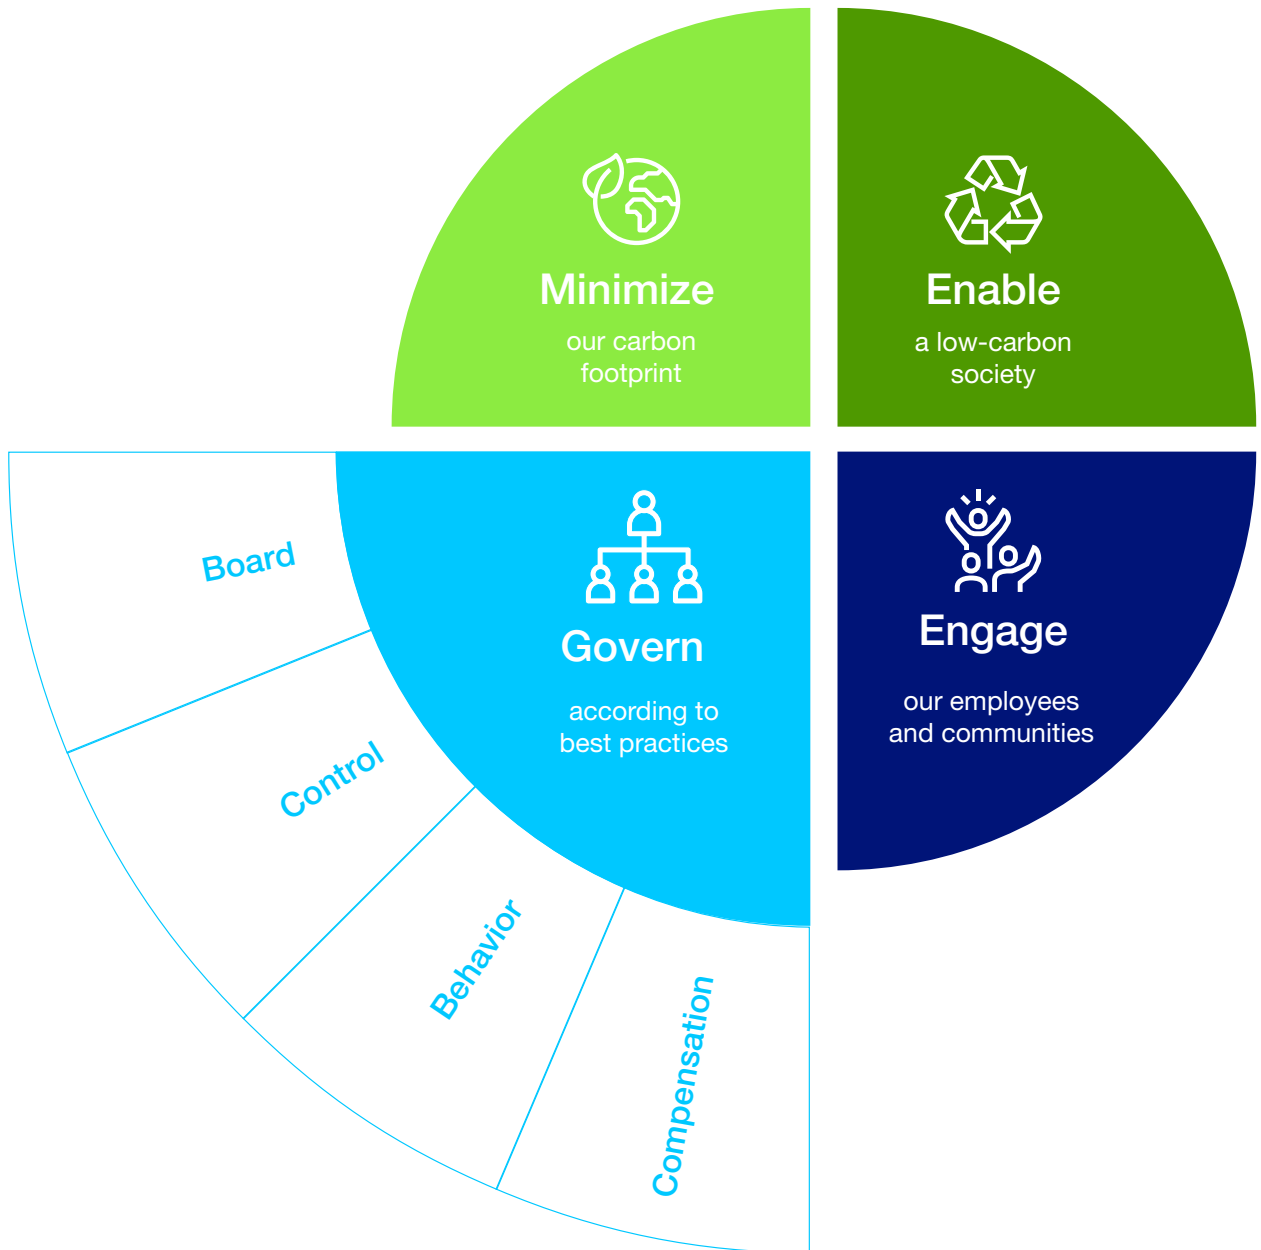 Minimize
our carbon
footprint
Enable
a low-carbon
society
Govern
according to
best practices
Engage
our employees
and communities
Board
Control
Behavior
Compensation